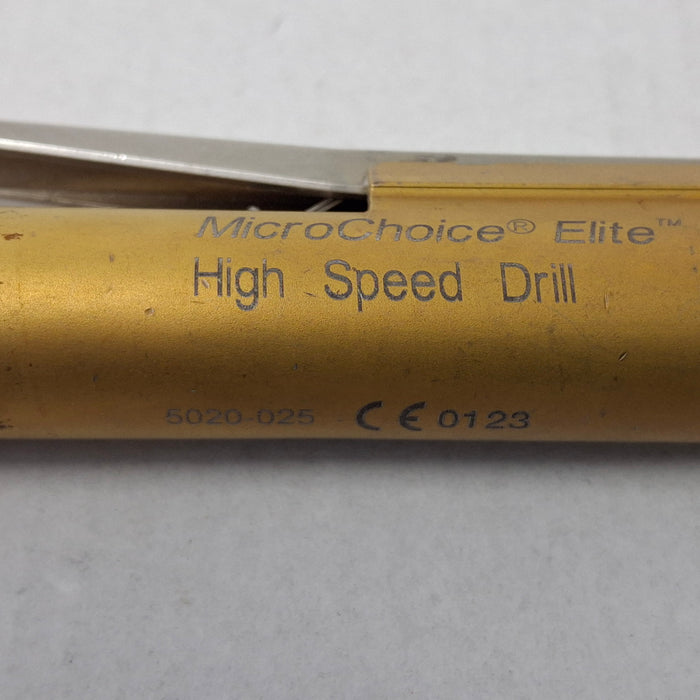 MicroChoice® Elite™
High Speed Drill
5020-025 CE 0123